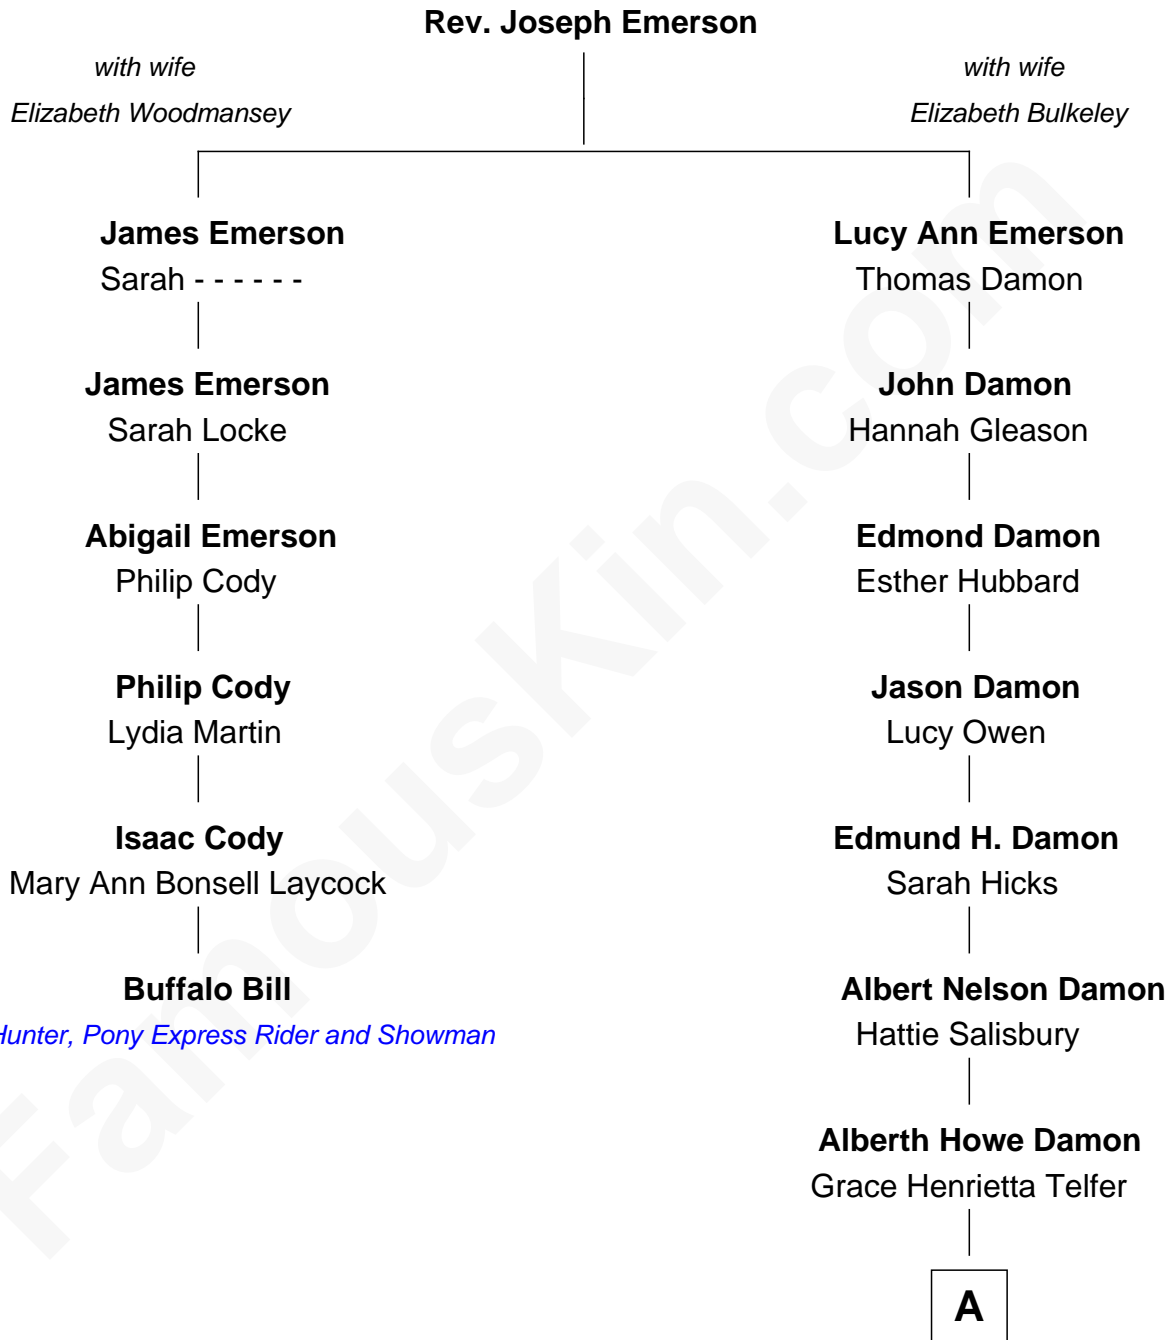 Rev. Joseph Emerson
with wife
Elizabeth Woodmansey
with wife
Elizabeth Bulkeley
James Emerson
Sarah - - - - - -
James Emerson
Sarah Locke
Abigail Emerson
Philip Cody
Philip Cody
Lydia Martin
Isaac Cody
Mary Ann Bonsell Laycock
Buffalo Bill
Hunter, Pony Express Rider and Showman
Lucy Ann Emerson
Thomas Damon
John Damon
Hannah Gleason
Edmond Damon
Esther Hubbard
Jason Damon
Lucy Owen
Edmund H. Damon
Sarah Hicks
Albert Nelson Damon
Hattie Salisbury
Alberth Howe Damon
Grace Henrietta Telfer
A
FamousKin.com